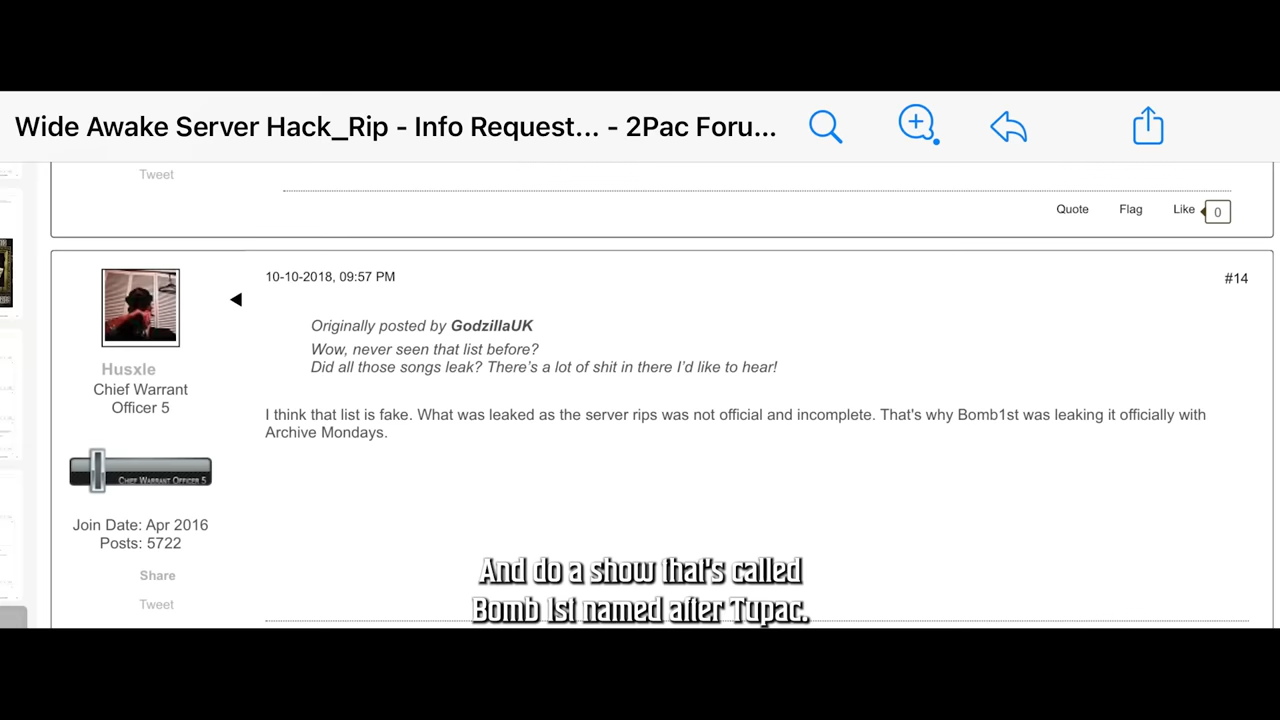 Wide Awake Server Hack_Rip - Info Request... - 2Pac Foru...
Tweet
Quote Flag Like 0
10-10-2018, 09:57 PM #14
Originally posted by GodzillaUK
Wow, never seen that list before?
Did all those songs leak? There's a lot of shit in there I'd like to hear!
Husxle
Chief Warrant
Officer 5
I think that list is fake. What was leaked as the server rips was not official and incomplete. That's why Bomb1st was leaking it officially with
Archive Mondays.
CHIEF WARRANT OFFICER 5
Join Date: Apr 2016
Posts: 5722
Share
Tweet
And do a show that's called
Bomb 1st named after Tupac.